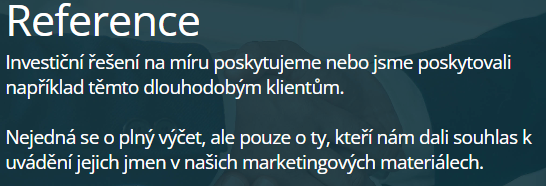 Reference
Investiční řešení na míru poskytujeme nebo jsme poskytovali
například těmto dlouhodobým klientům.
Nejedná se o plný výčet, ale pouze o ty, kteří nám dali souhlas k
uvádění jejich jmen v našich marketingových materiálech.